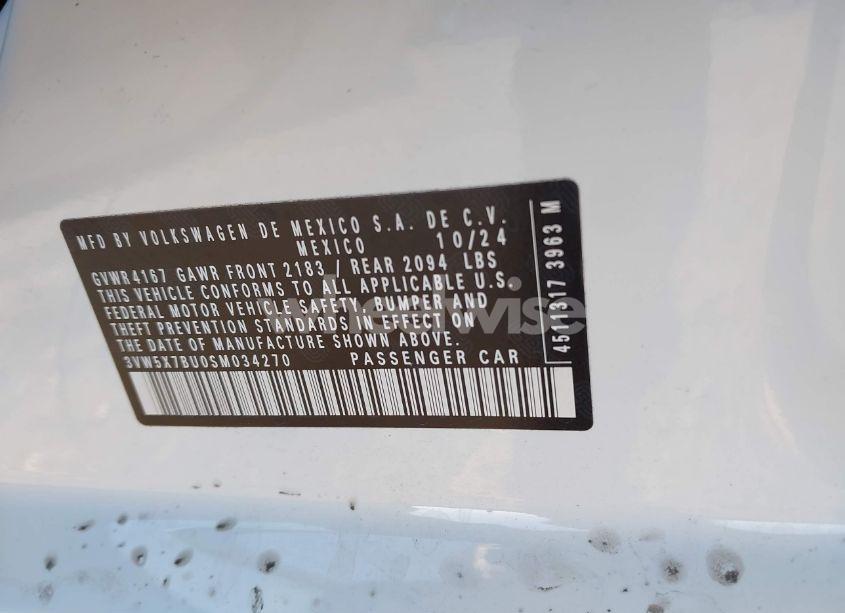 MFD BY VOLKSWAGEN DE MEXICO S.A. DE C.V.
MEXICO 10/24
GVWR 4167 GAWR FRONT 2183 / REAR 2094 LBS
THIS VEHICLE CONFORMS TO ALL APPLICABLE U.S.
FEDERAL MOTOR VEHICLE SAFETY, BUMPER AND
THEFT PREVENTION STANDARDS IN EFFECT ON
THE DATE OF MANUFACTURE SHOWN ABOVE.
3VW5X7BU0SM034270 PASSENGER CAR
4511317 3963 M